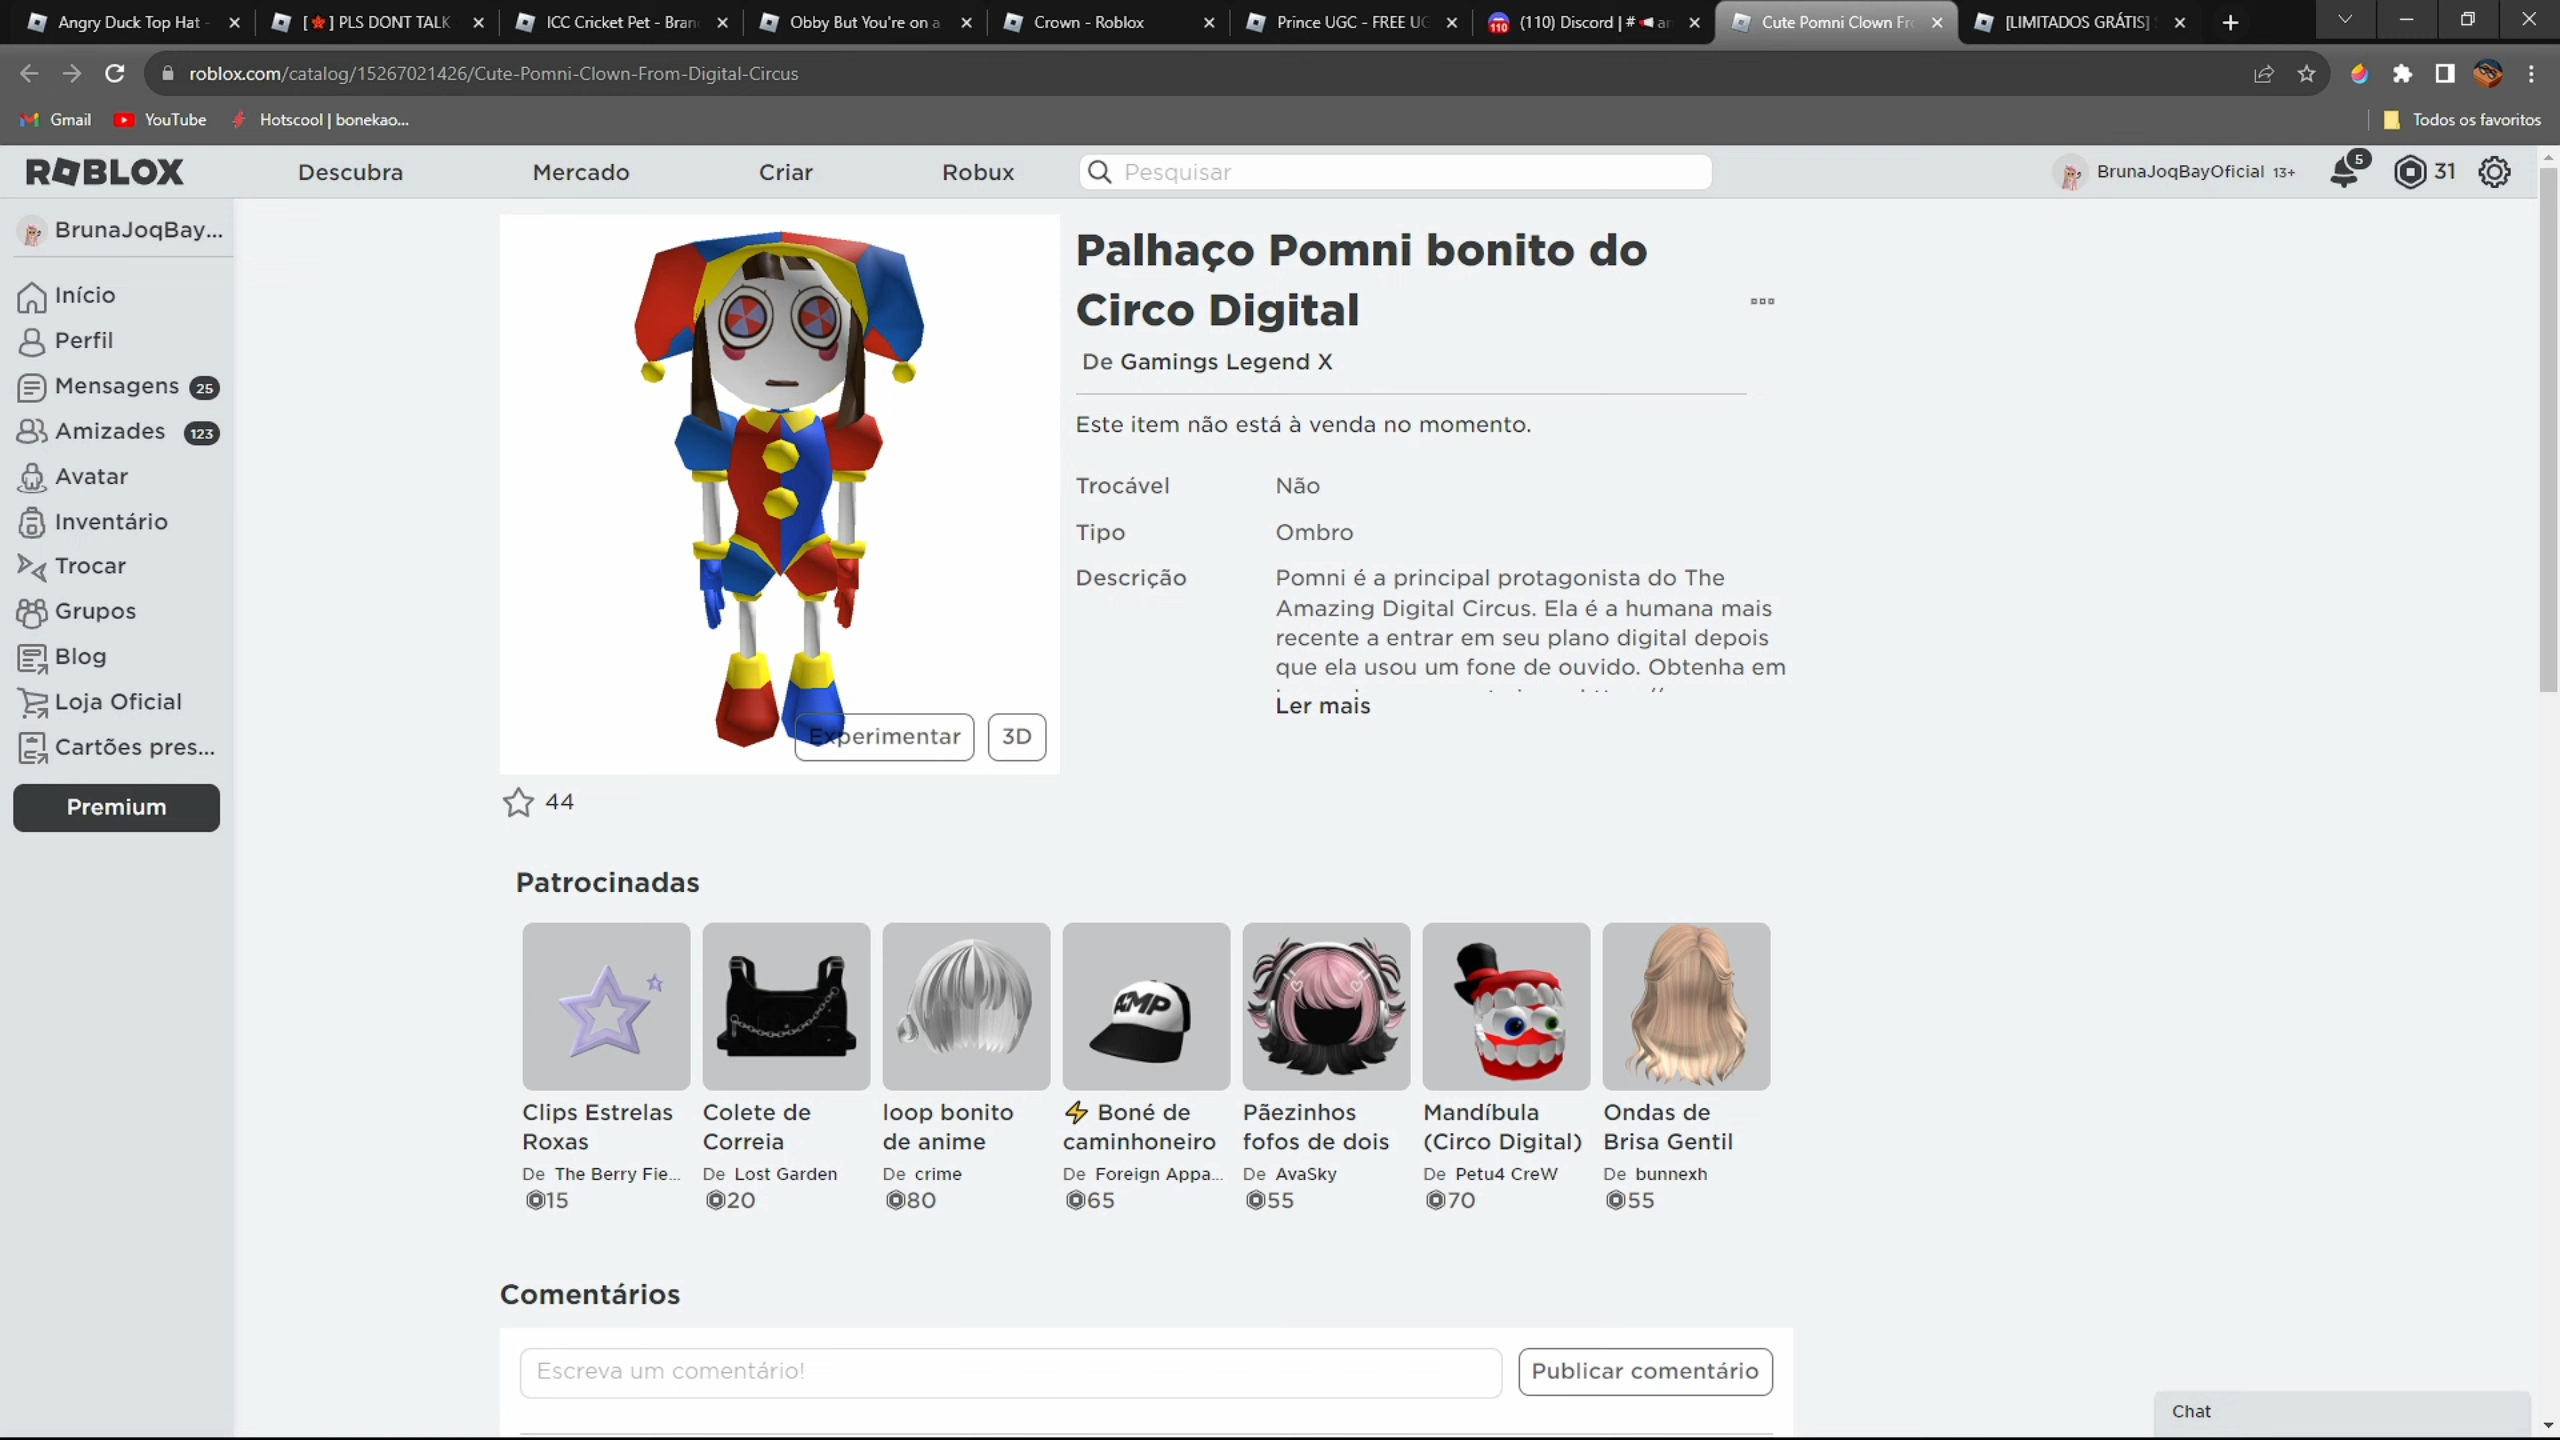 Angry Duck Top Hat -
[ ] PLS DONT TALK
ICC Cricket Pet - Bran
Obby But You're on a
Crown - Roblox
Prince UGC - FREE UG
(110) Discord | #
Cute Pomni Clown Fr
[LIMITADOS GRÁTIS]
roblox.com/catalog/15267021426/Cute-Pomni-Clown-From-Digital-Circus
Gmail
YouTube
Hotscool | bonekao...
Todos os favoritos
ROBLOX
Descubra
Mercado
Criar
Robux
Pesquisar
BrunaJoqBayOficial 13+
5
31
BrunaJoqBay...
Início
Perfil
Mensagens 25
Amizades 123
Avatar
Inventário
Trocar
Grupos
Blog
Loja Oficial
Cartões pres...
Premium
Palhaço Pomni bonito do
Circo Digital
De Gamings Legend X
Este item não está à venda no momento.
Trocável Não
Tipo Ombro
Descrição Pomni é a principal protagonista do The
Amazing Digital Circus. Ela é a humana mais
recente a entrar em seu plano digital depois
que ela usou um fone de ouvido. Obtenha em
Ler mais
Experimentar
3D
44
Patrocinadas
AMP
Clips Estrelas
Roxas
De The Berry Fie...
15
Colete de
Correia
De Lost Garden
20
loop bonito
de anime
De crime
80
⚡ Boné de
caminhoneiro
De Foreign Appa...
65
Pãezinhos
fofos de dois
De AvaSky
55
Mandíbula
(Circo Digital)
De Petu4 CreW
70
Ondas de
Brisa Gentil
De bunnexh
55
Comentários
Escreva um comentário!
Publicar comentário
Chat